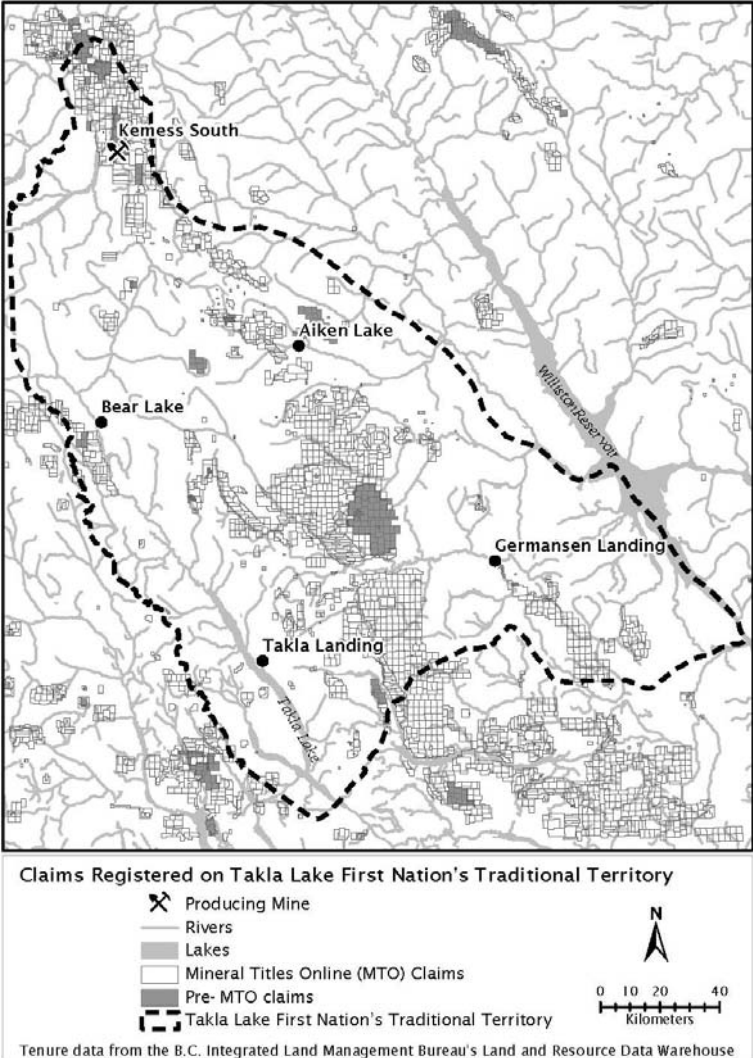 Kemess South
Aiken Lake
Bear Lake
Williston Reservoir
Germansen Landing
Takla Landing
Takla Lake
Claims Registered on Takla Lake First Nation's Traditional Territory
Producing Mine
Rivers
Lakes
Mineral Titles Online (MTO) Claims
Pre- MTO claims
Takla Lake First Nation's Traditional Territory
N
0 10 20 40
Kilometers
Tenure data from the B.C. Integrated Land Management Bureau's Land and Resource Data Warehouse